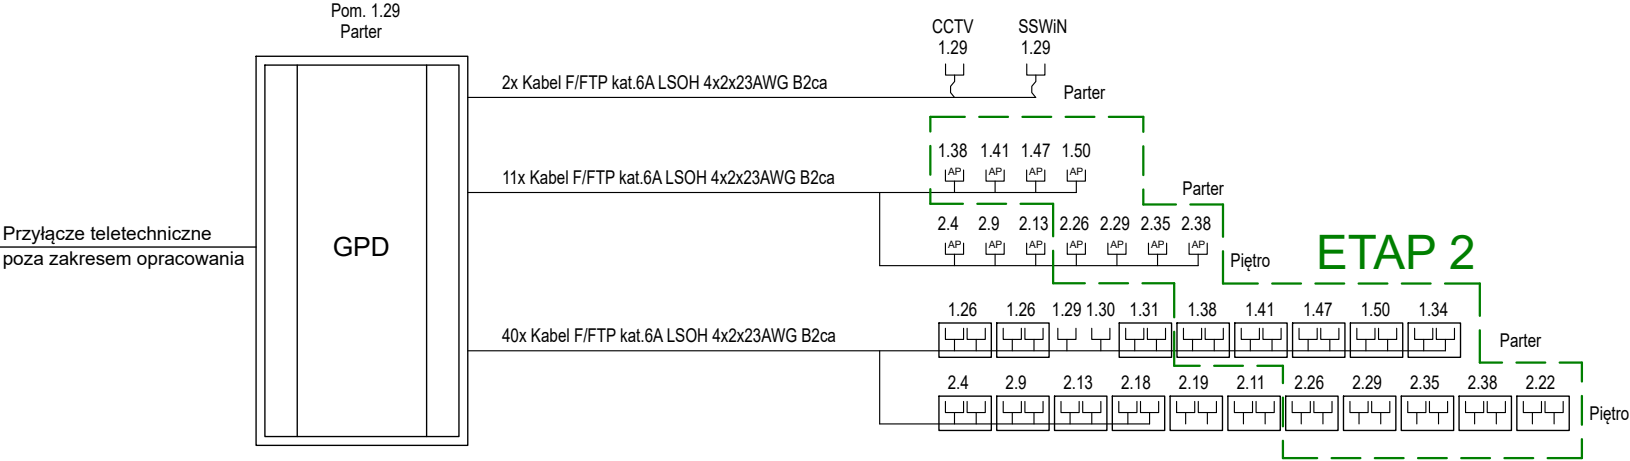 Pom. 1.29
Parter
GPD
Przyłącze teletechniczne
poza zakresem opracowania
CCTV SSWiN
1.29 1.29
2x Kabel F/FTP kat.6A LSOH 4x2x23AWG B2ca
Parter
1.38 1.41 1.47 1.50
AP AP AP AP
11x Kabel F/FTP kat.6A LSOH 4x2x23AWG B2ca
Parter
2.4 2.9 2.13 2.26 2.29 2.35 2.38
AP AP AP AP AP AP AP
Piętro
ETAP 2
1.26 1.26 1.29 1.30 1.31 1.38 1.41 1.47 1.50 1.34
40x Kabel F/FTP kat.6A LSOH 4x2x23AWG B2ca
Parter
2.4 2.9 2.13 2.18 2.19 2.11 2.26 2.29 2.35 2.38 2.22
Piętro